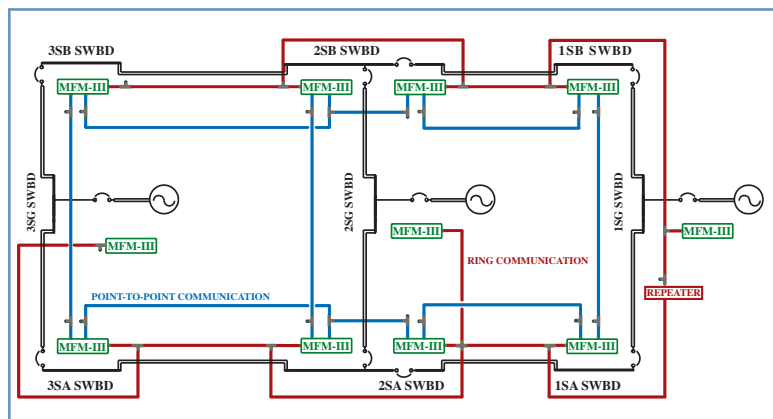 3SB SWBD
2SB SWBD
1SB SWBD
MFM-III
MFM-III
MFM-III
MFM-III
3SG SWBD
2SG SWBD
1SG SWBD
MFM-III
MFM-III
MFM-III
RING COMMUNICATION
POINT-TO-POINT COMMUNICATION
REPEATER
MFM-III
MFM-III
MFM-III
MFM-III
3SA SWBD
2SA SWBD
1SA SWBD